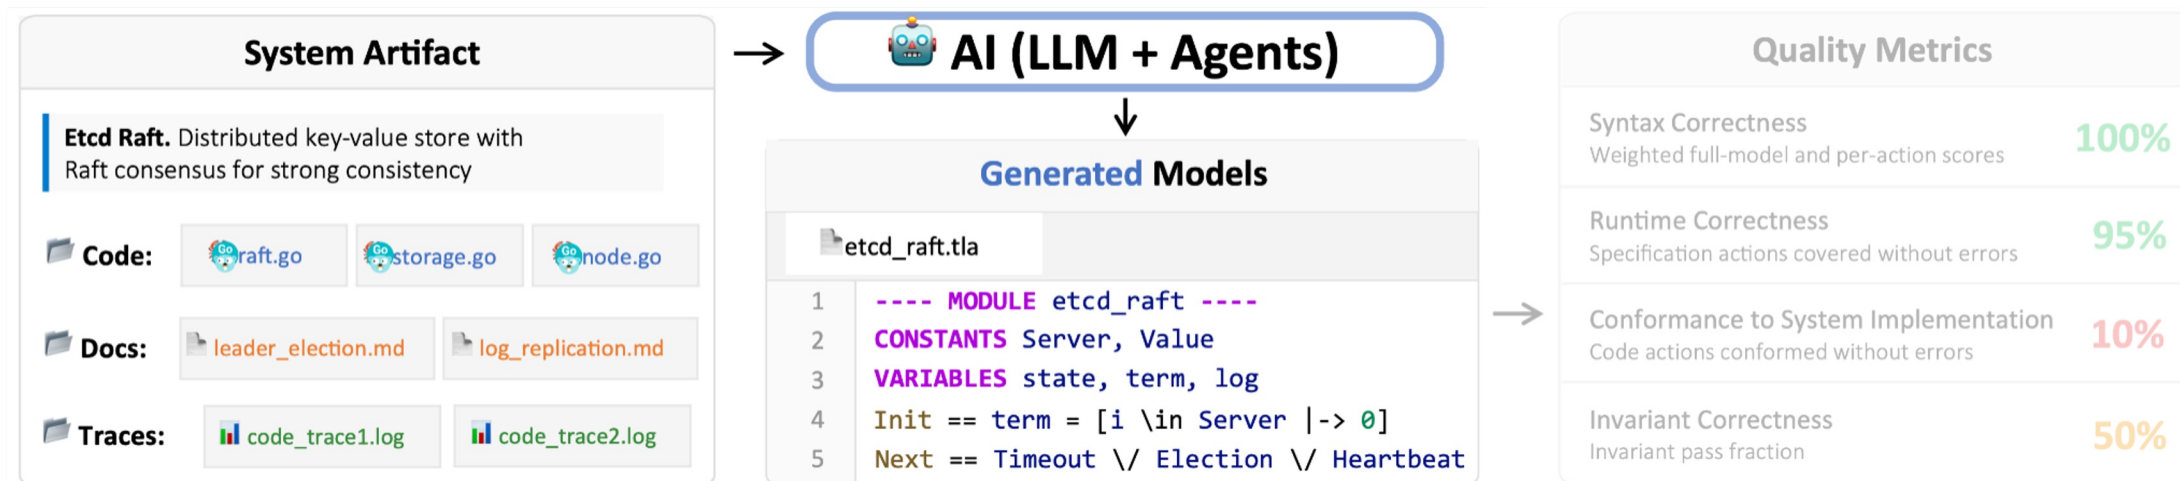 System Artifact
Etcd Raft. Distributed key-value store with
Raft consensus for strong consistency
Code:
raft.go
storage.go
node.go
Docs:
leader_election.md
log_replication.md
Traces:
code_trace1.log
code_trace2.log
AI (LLM + Agents)
Generated Models
etcd_raft.tla
1 ---- MODULE etcd_raft ----
2 CONSTANTS Server, Value
3 VARIABLES state, term, log
4 Init == term = [i \in Server |-> 0]
5 Next == Timeout \/ Election \/ Heartbeat
Quality Metrics
Syntax Correctness
Weighted full-model and per-action scores
100%
Runtime Correctness
Specification actions covered without errors
95%
Conformance to System Implementation
Code actions conformed without errors
10%
Invariant Correctness
Invariant pass fraction
50%